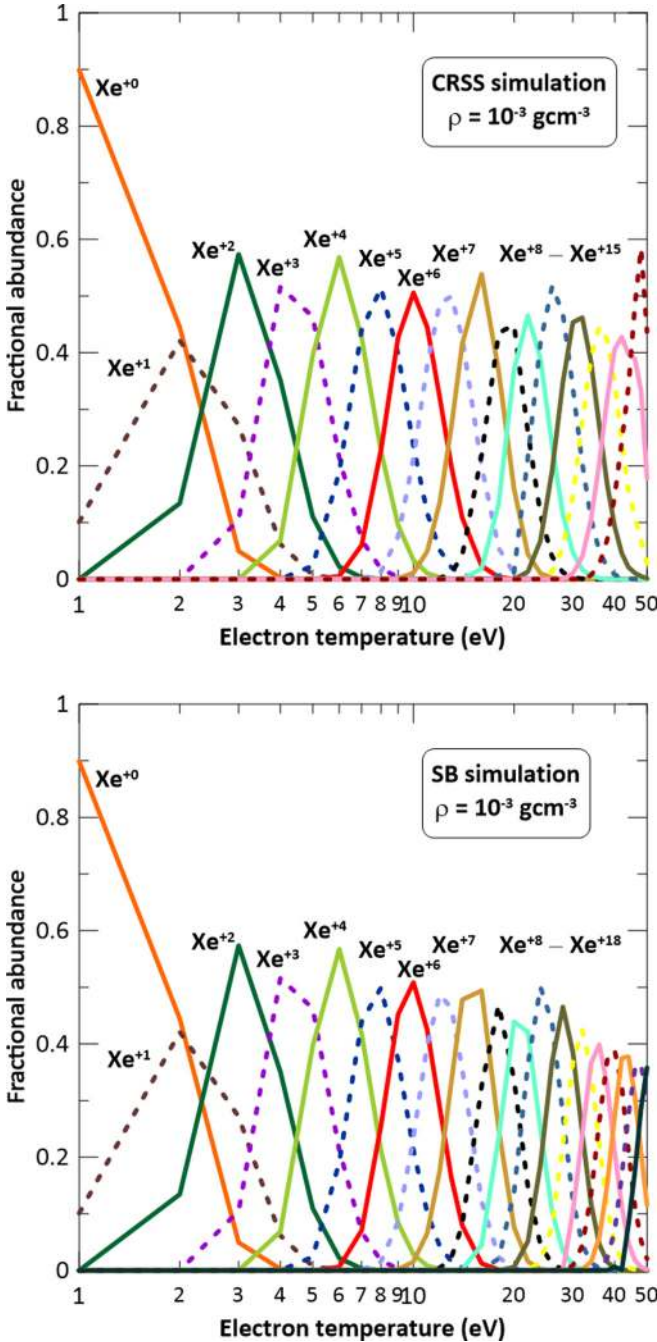 1
0.8
0.6
0.4
0.2
0
Fractional abundance
CRSS simulation
ρ = 10⁻³ gcm⁻³
Xe⁺⁰
Xe⁺¹
Xe⁺²
Xe⁺³
Xe⁺⁴
Xe⁺⁵
Xe⁺⁶
Xe⁺⁷
Xe⁺⁸ – Xe⁺¹⁵
1 2 3 4 5 6 7 8 9 10 20 30 40 50
Electron temperature (eV)
1
0.8
0.6
0.4
0.2
0
Fractional abundance
SB simulation
ρ = 10⁻³ gcm⁻³
Xe⁺⁰
Xe⁺¹
Xe⁺²
Xe⁺³
Xe⁺⁴
Xe⁺⁵
Xe⁺⁶
Xe⁺⁷
Xe⁺⁸ – Xe⁺¹⁸
1 2 3 4 5 6 7 8 9 10 20 30 40 50
Electron temperature (eV)